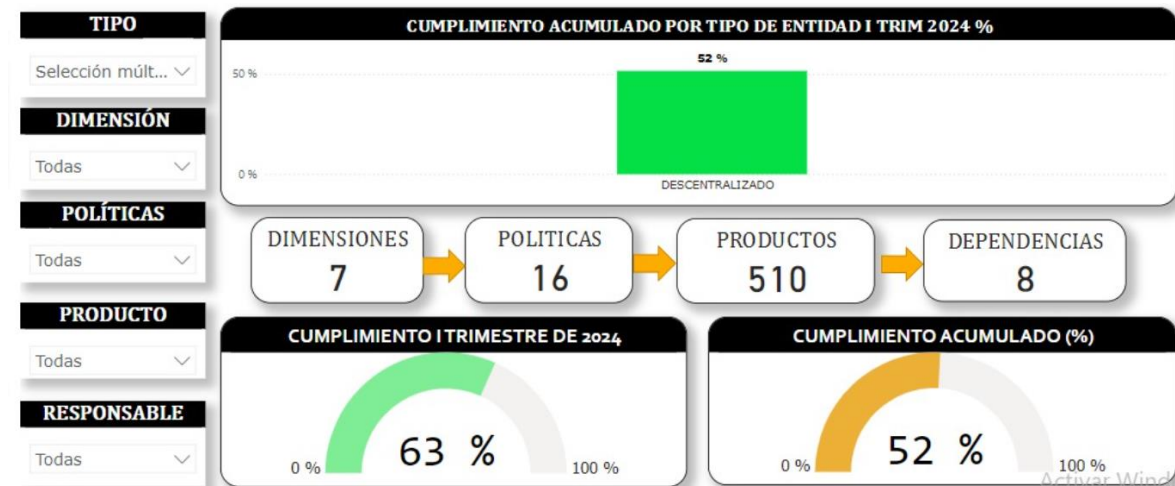 TIPO
Selección múlt...
DIMENSIÓN
Todas
POLÍTICAS
Todas
PRODUCTO
Todas
RESPONSABLE
Todas
CUMPLIMIENTO ACUMULADO POR TIPO DE ENTIDAD I TRIM 2024 %
52 %
50 %
0 %
DESCENTRALIZADO
DIMENSIONES
7
POLITICAS
16
PRODUCTOS
510
DEPENDENCIAS
8
CUMPLIMIENTO I TRIMESTRE DE 2024
63 %
0 %
100 %
CUMPLIMIENTO ACUMULADO (%)
52 %
0 %
100 %
Activar Wind